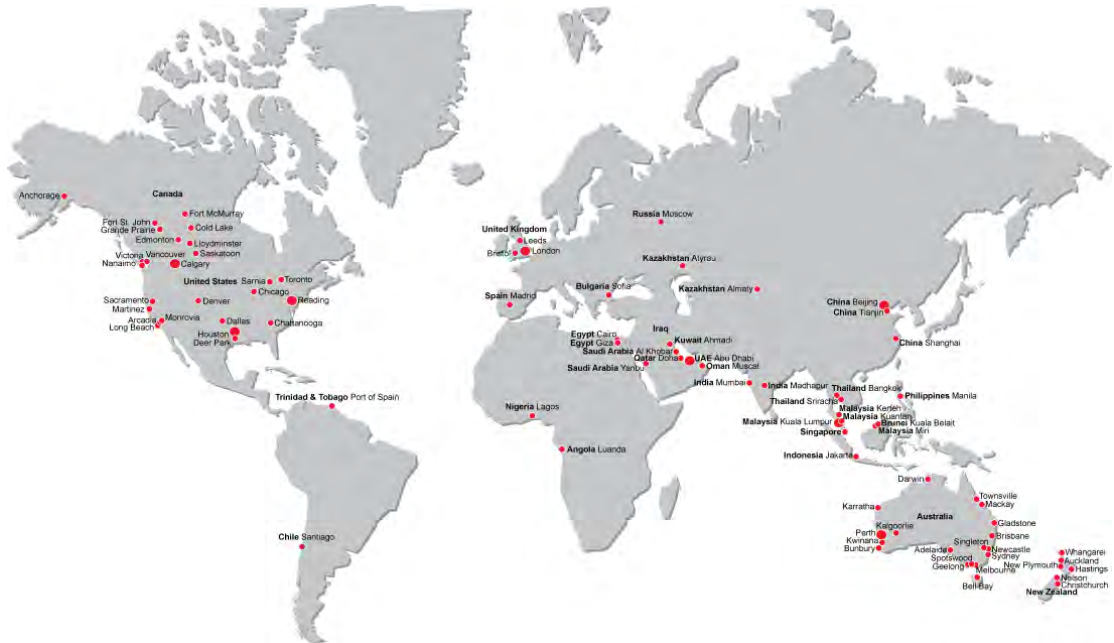 Anchorage
Canada
Fort McMurray
Fort St. John
Grande Prairie
Cold Lake
Edmonton
Lloydminster
Saskatoon
Victoria
Vancouver
Nanaimo
Calgary
United States
Sarnia
Toronto
Chicago
Sacramento
Denver
Reading
Martinez
Arcadia
Monrovia
Long Beach
Dallas
Chattanooga
Houston
Deer Park
Trinidad & Tobago Port of Spain
Chile Santiago
Russia Moscow
United Kingdom
Leeds
Bristol
London
Kazakhstan Atyrau
Kazakhstan Almaty
Bulgaria Sofia
Spain Madrid
Iraq
Egypt Cairo
Egypt Giza
Kuwait Ahmadi
Saudi Arabia Al Khobar
Qatar Doha
UAE Abu Dhabi
Oman Muscat
Saudi Arabia Yanbu
Nigeria Lagos
Angola Luanda
China Beijing
China Tianjin
China Shanghai
India Mumbai
India Madhapur
Thailand Bangkok
Thailand Sriracha
Philippines Manila
Malaysia Kerteh
Malaysia Kuantan
Malaysia Kuala Lumpur
Brunei Kuala Belait
Malaysia Miri
Singapore
Indonesia Jakarta
Darwin
Townsville
Mackay
Karratha
Australia
Gladstone
Perth
Kalgoorlie
Brisbane
Kwinana
Bunbury
Singleton
Newcastle
Adelaide
Sydney
Spotswood
Geelong
Melbourne
Bell Bay
Whangarei
Auckland
New Plymouth
Hastings
Nelson
Christchurch
New Zealand